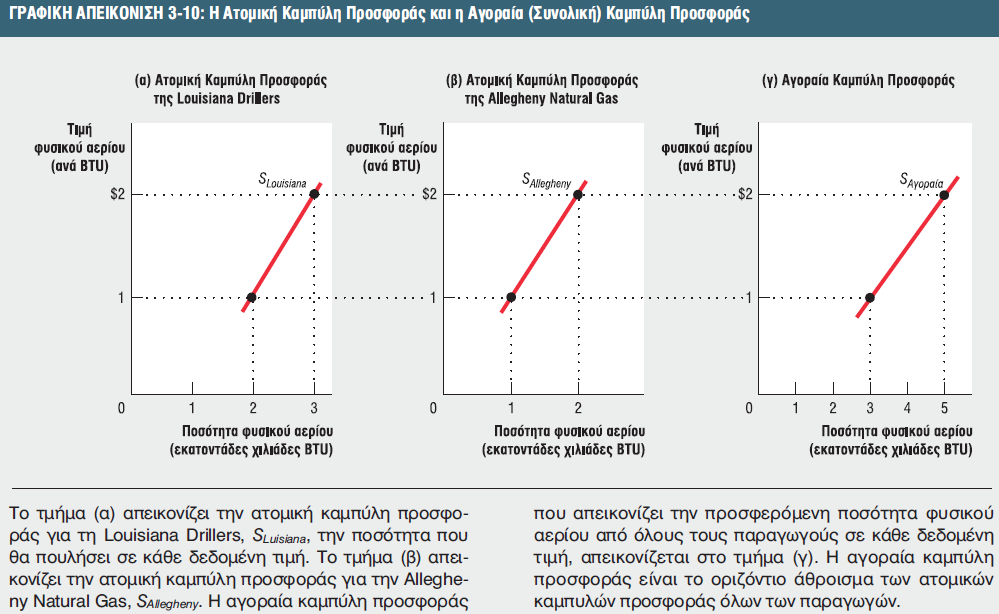 ΓΡΑΦΙΚΗ ΑΠΕΙΚΟΝΙΣΗ 3-10: Η Ατομική Καμπύλη Προσφοράς και η Αγοραία (Συνολική) Καμπύλη Προσφοράς
(α) Ατομική Καμπύλη Προσφοράς
της Louisiana Drillers
Τιμή
φυσικού αερίου
(ανά BTU)
S Louisiana
$2
1
0 1 2 3
Ποσότητα φυσικού αερίου
(εκατοντάδες χιλιάδες BTU)
(β) Ατομική Καμπύλη Προσφοράς
της Allegheny Natural Gas
Τιμή
φυσικού αερίου
(ανά BTU)
S Allegheny
$2
1
0 1 2
Ποσότητα φυσικού αερίου
(εκατοντάδες χιλιάδες BTU)
(γ) Αγοραία Καμπύλη Προσφοράς
Τιμή
φυσικού αερίου
(ανά BTU)
S Αγοραία
$2
1
0 1 2 3 4 5
Ποσότητα φυσικού αερίου
(εκατοντάδες χιλιάδες BTU)
Το τμήμα (α) απεικονίζει την ατομική καμπύλη προσφο-
ράς για τη Louisiana Drillers, SLuisiana, την ποσότητα που
θα πουλήσει σε κάθε δεδομένη τιμή. Το τμήμα (β) απει-
κονίζει την ατομική καμπύλη προσφοράς για την Alleghe-
ny Natural Gas, SAllegheny. Η αγοραία καμπύλη προσφοράς
που απεικονίζει την προσφερόμενη ποσότητα φυσικού
αερίου από όλους τους παραγωγούς σε κάθε δεδομένη
τιμή, απεικονίζεται στο τμήμα (γ). Η αγοραία καμπύλη
προσφοράς είναι το οριζόντιο άθροισμα των ατομικών
καμπυλών προσφοράς όλων των παραγωγών.